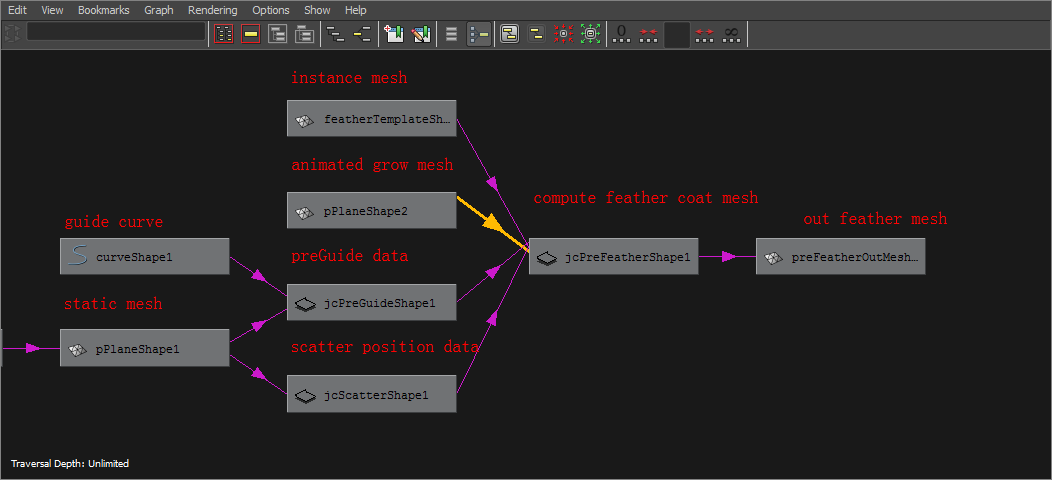 Edit View Bookmarks Graph Rendering Options Show Help
0 ∞
instance mesh
featherTemplateSh...
animated grow mesh
pPlaneShape2
compute feather coat mesh
out feather mesh
guide curve
curveShape1
preGuide data
jcPreFeatherShape1
preFeatherOutMesh...
static mesh
jcPreGuideShape1
pPlaneShape1
scatter position data
jcScatterShape1
Traversal Depth: Unlimited